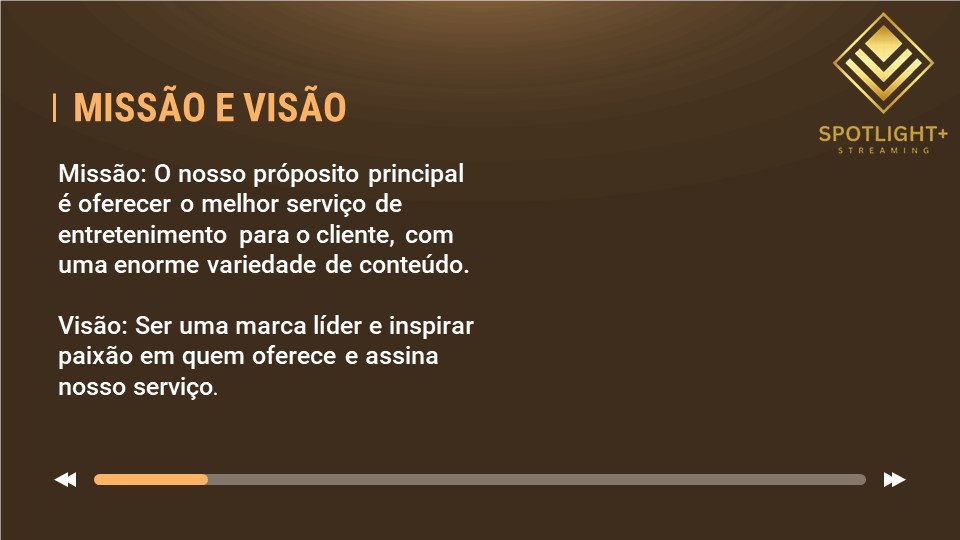 MISSÃO E VISÃO
SPOTLIGHT+
STREAMING
Missão: O nosso próposito principal
é oferecer o melhor serviço de
entretenimento para o cliente, com
uma enorme variedade de conteúdo.
Visão: Ser uma marca líder e inspirar
paixão em quem oferece e assina
nosso serviço.